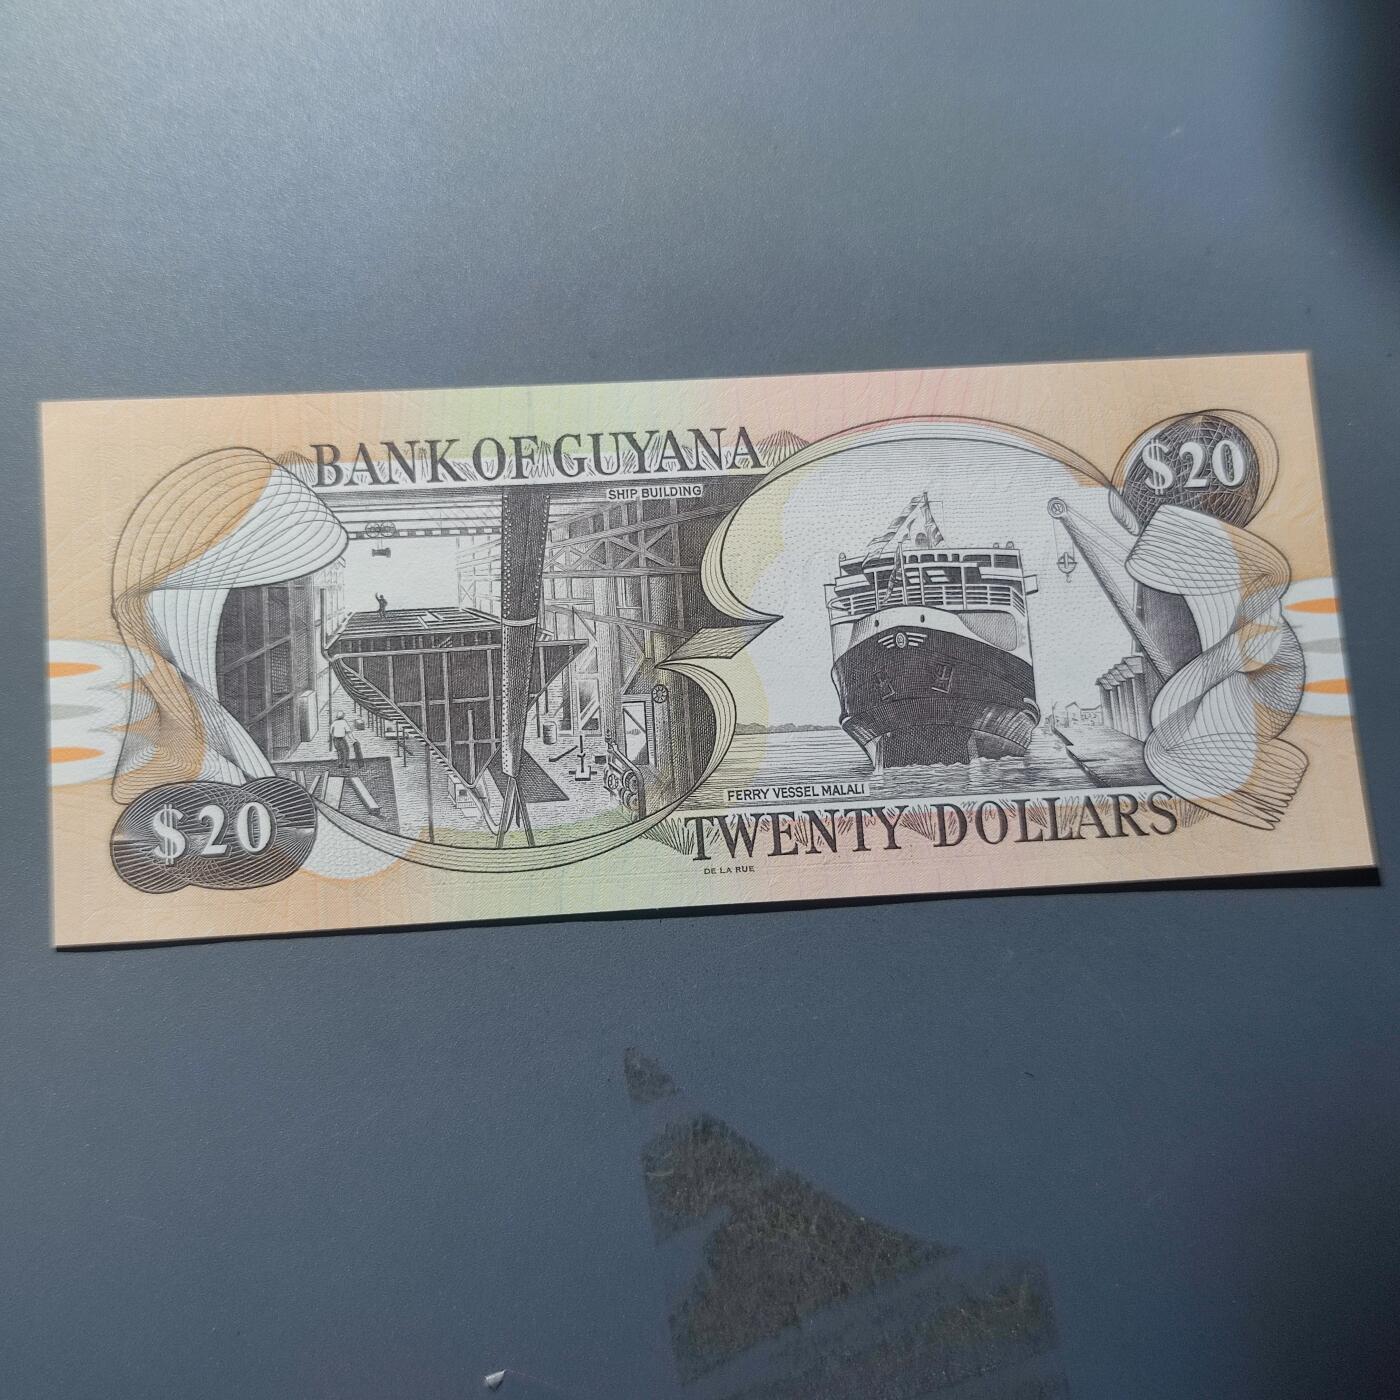 BANK OF GUYANA
$20
SHIP BUILDING
FERRY VESSEL MALALI
$20
TWENTY DOLLARS
DE LA RUE